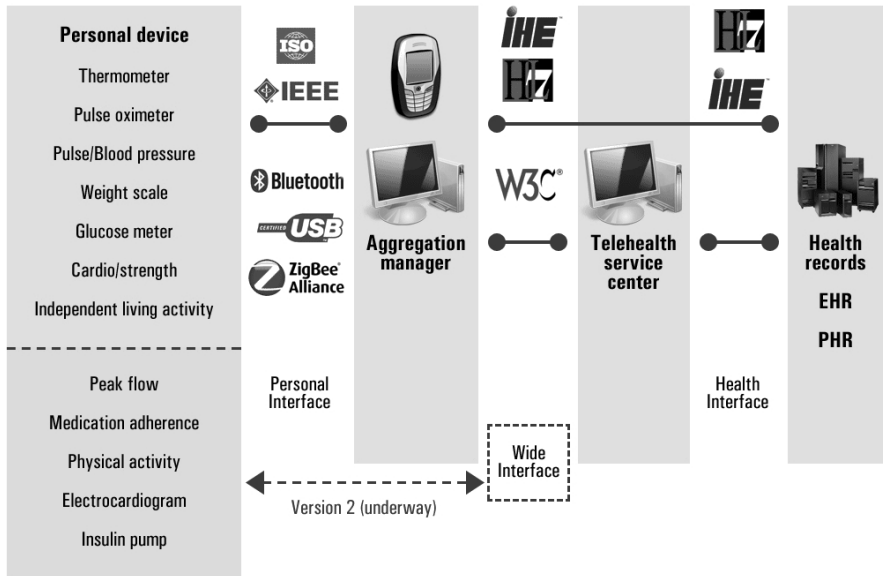 Personal device
Thermometer
Pulse oximeter
Pulse/Blood pressure
Weight scale
Glucose meter
Cardio/strength
Independent living activity
Peak flow
Medication adherence
Physical activity
Electrocardiogram
Insulin pump
ISO
IEEE
Bluetooth
CERTIFIED USB
ZigBee®
Alliance
Personal
Interface
Version 2 (underway)
Aggregation
manager
IHE™
HL7
W3C®
Wide
Interface
Telehealth
service
center
HL7
IHE™
Health
Interface
Health
records
EHR
PHR